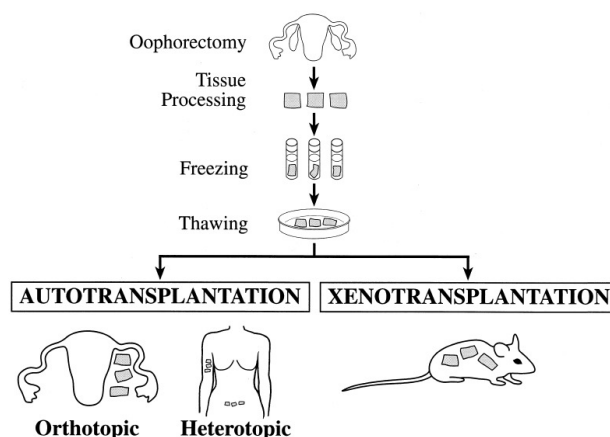 Oophorectomy
Tissue
Processing
Freezing
Thawing
AUTOTRANSPLANTATION
XENOTRANSPLANTATION
Orthotopic
Heterotopic